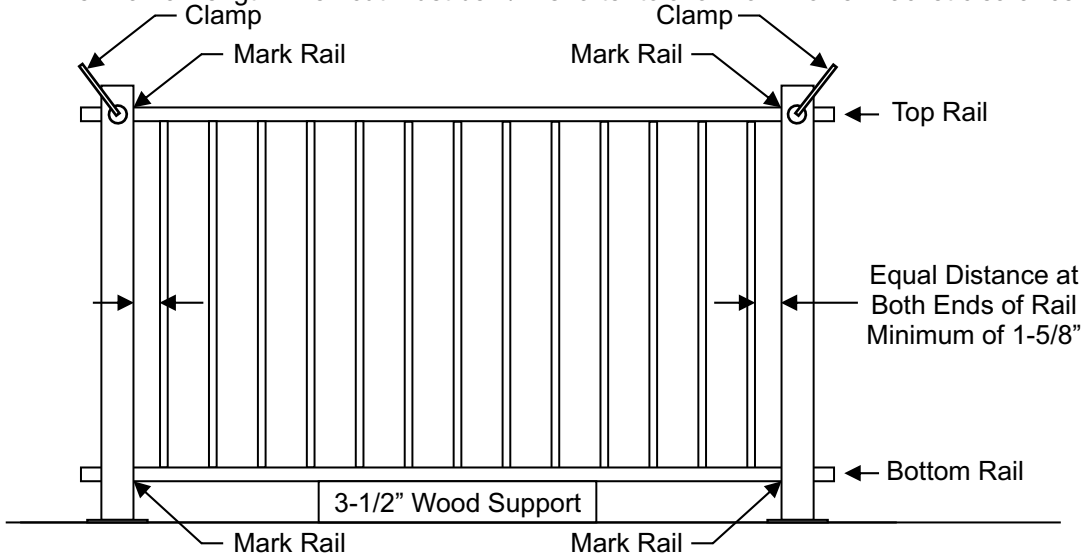 Clamp
Clamp
Mark Rail
Mark Rail
Top Rail
Equal Distance at
Both Ends of Rail
Minimum of 1-5/8”
Bottom Rail
3-1/2” Wood Support
Mark Rail
Mark Rail